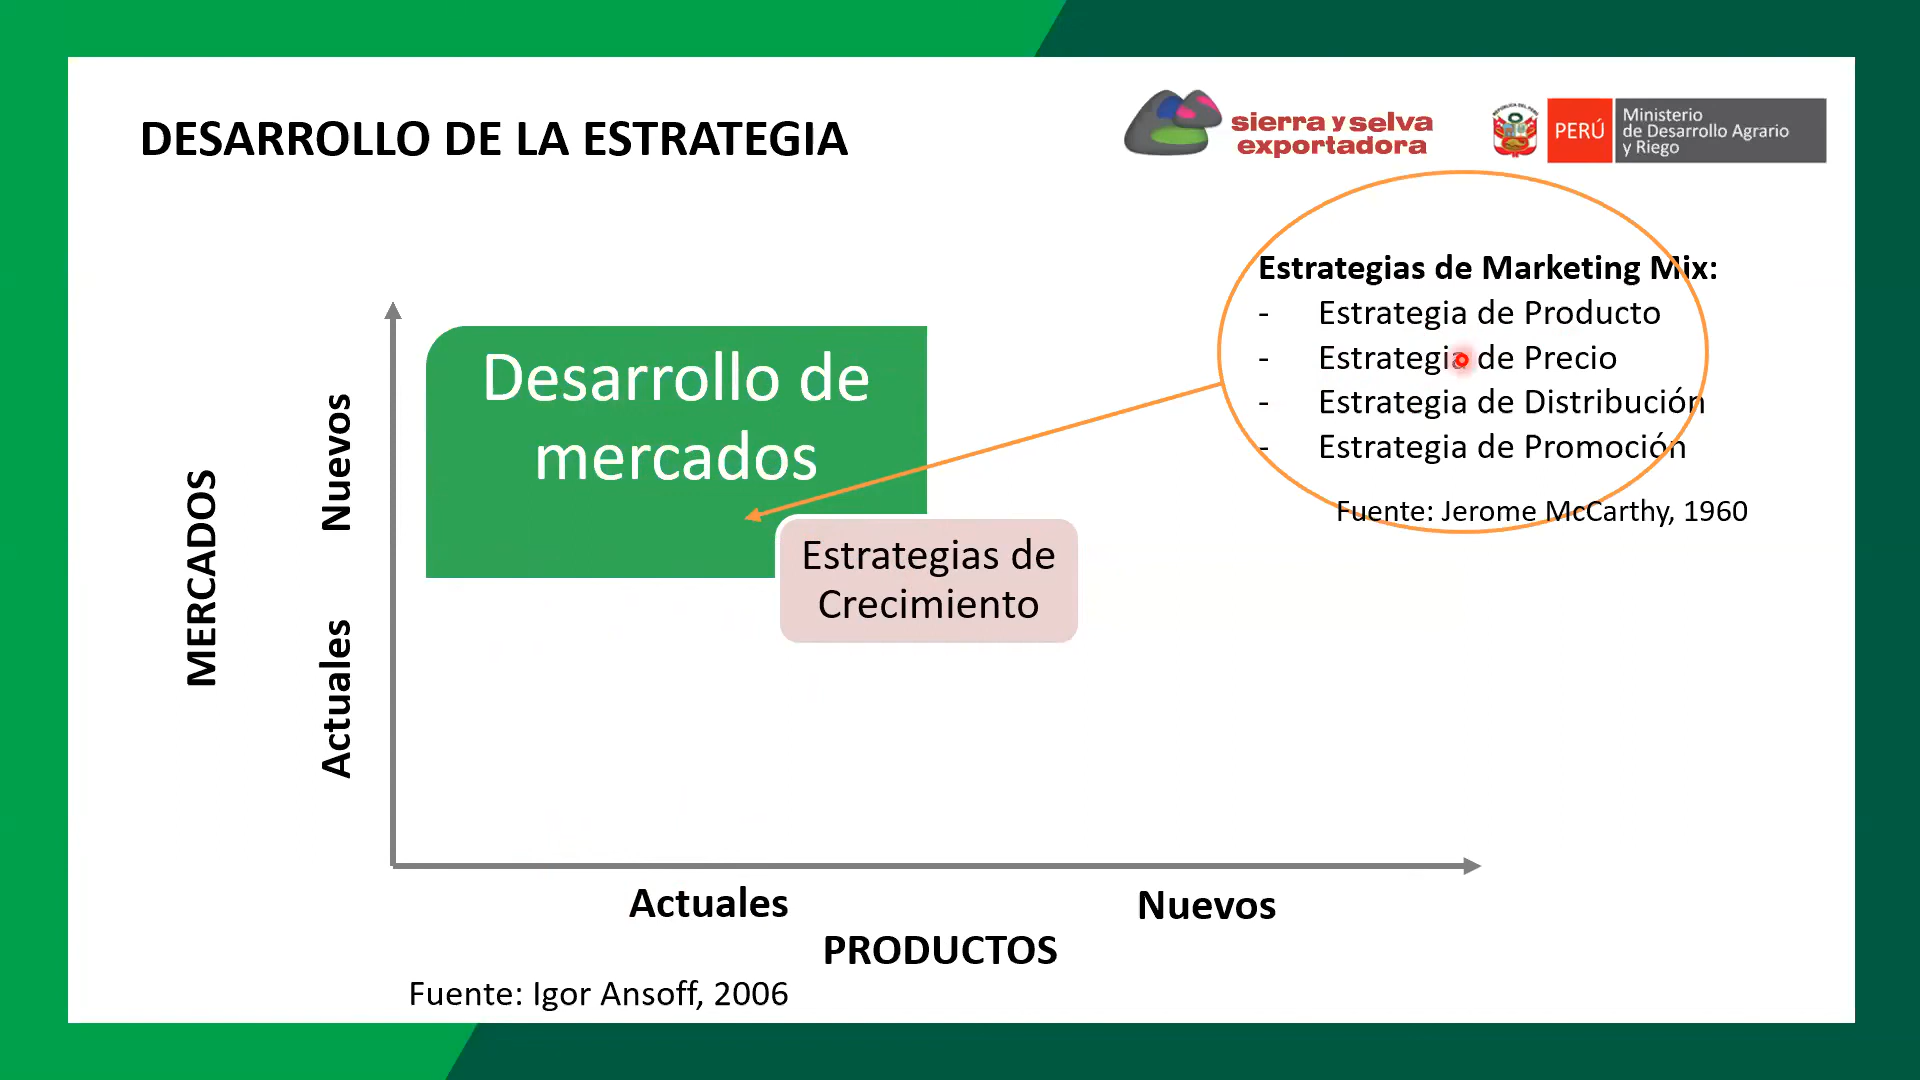 DESARROLLO DE LA ESTRATEGIA
sierra y selva
exportadora
PERÚ
Ministerio
de Desarrollo Agrario
y Riego
Estrategias de Marketing Mix:
- Estrategia de Producto
- Estrategia de Precio
- Estrategia de Distribución
- Estrategia de Promoción
Fuente: Jerome McCarthy, 1960
MERCADOS
Nuevos
Actuales
Desarrollo de
mercados
Estrategias de
Crecimiento
Actuales
Nuevos
PRODUCTOS
Fuente: Igor Ansoff, 2006